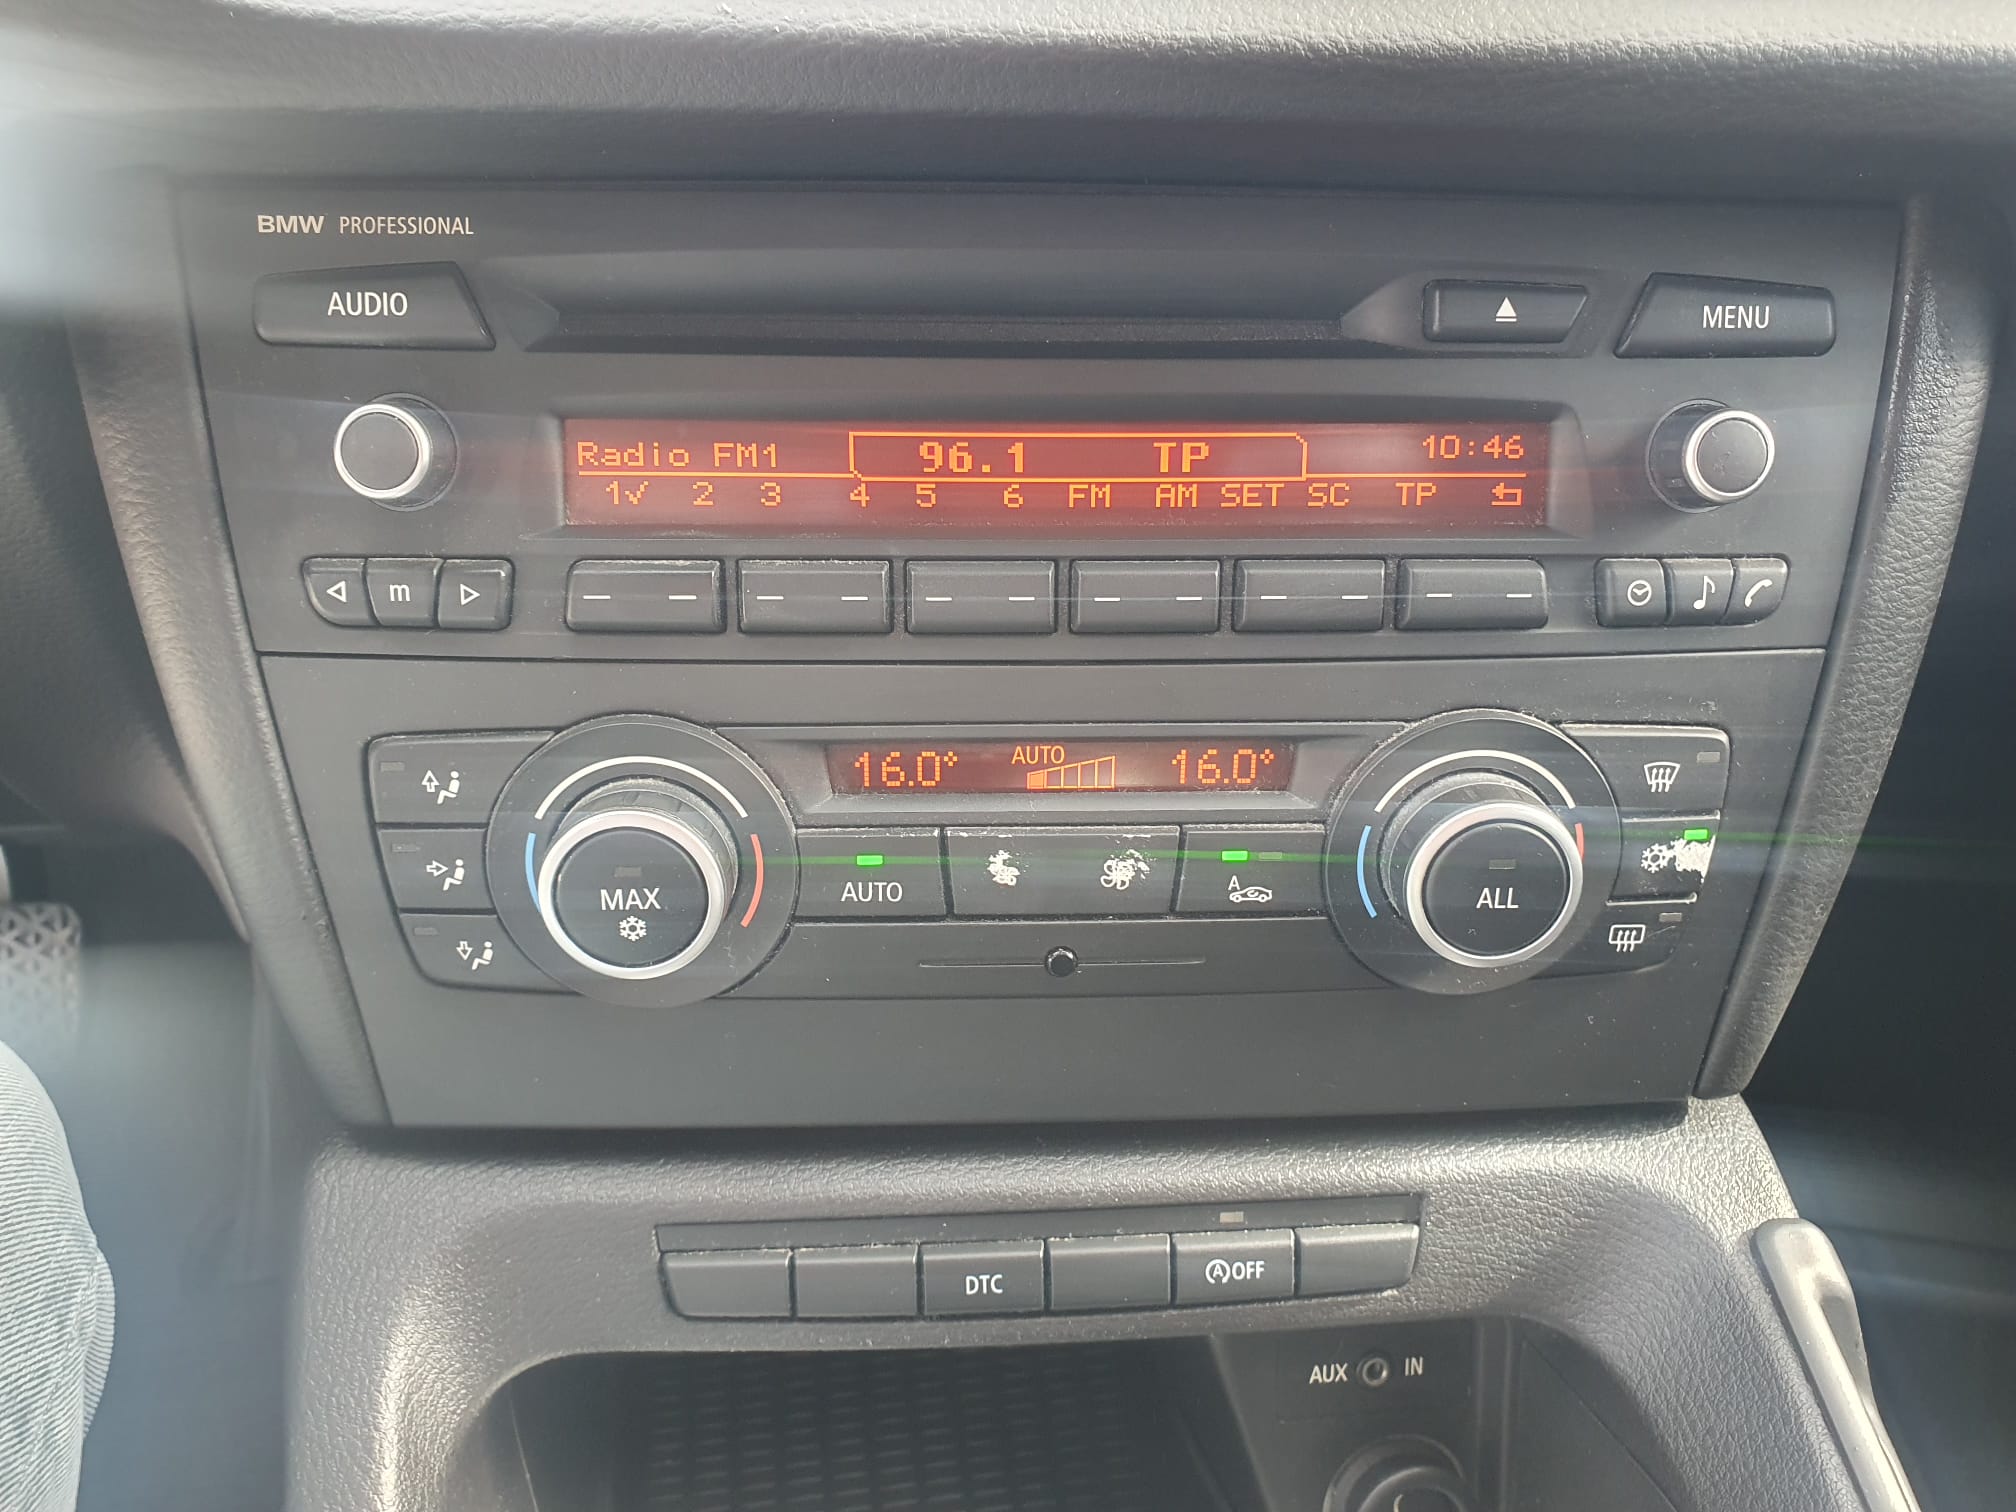 BMW PROFESSIONAL
AUDIO
MENU
Radio FM1 96.1 TP 10:46
1✓ 2 3 4 5 6 FM AM SET SC TP
m
16.0° AUTO 16.0°
MAX
AUTO
A
ALL
DTC
(A)OFF
AUX IN